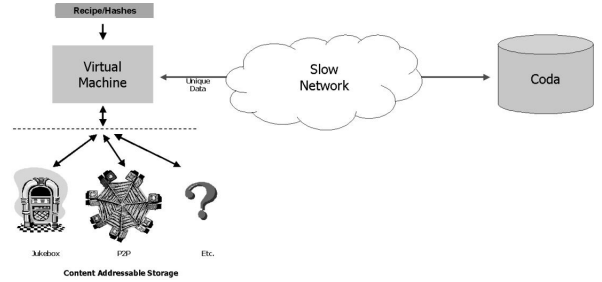 Recipe/Hashes
Virtual
Machine
Unique
Data
Slow
Network
Coda
Jukebox
P2P
Etc.
Content Addressable Storage